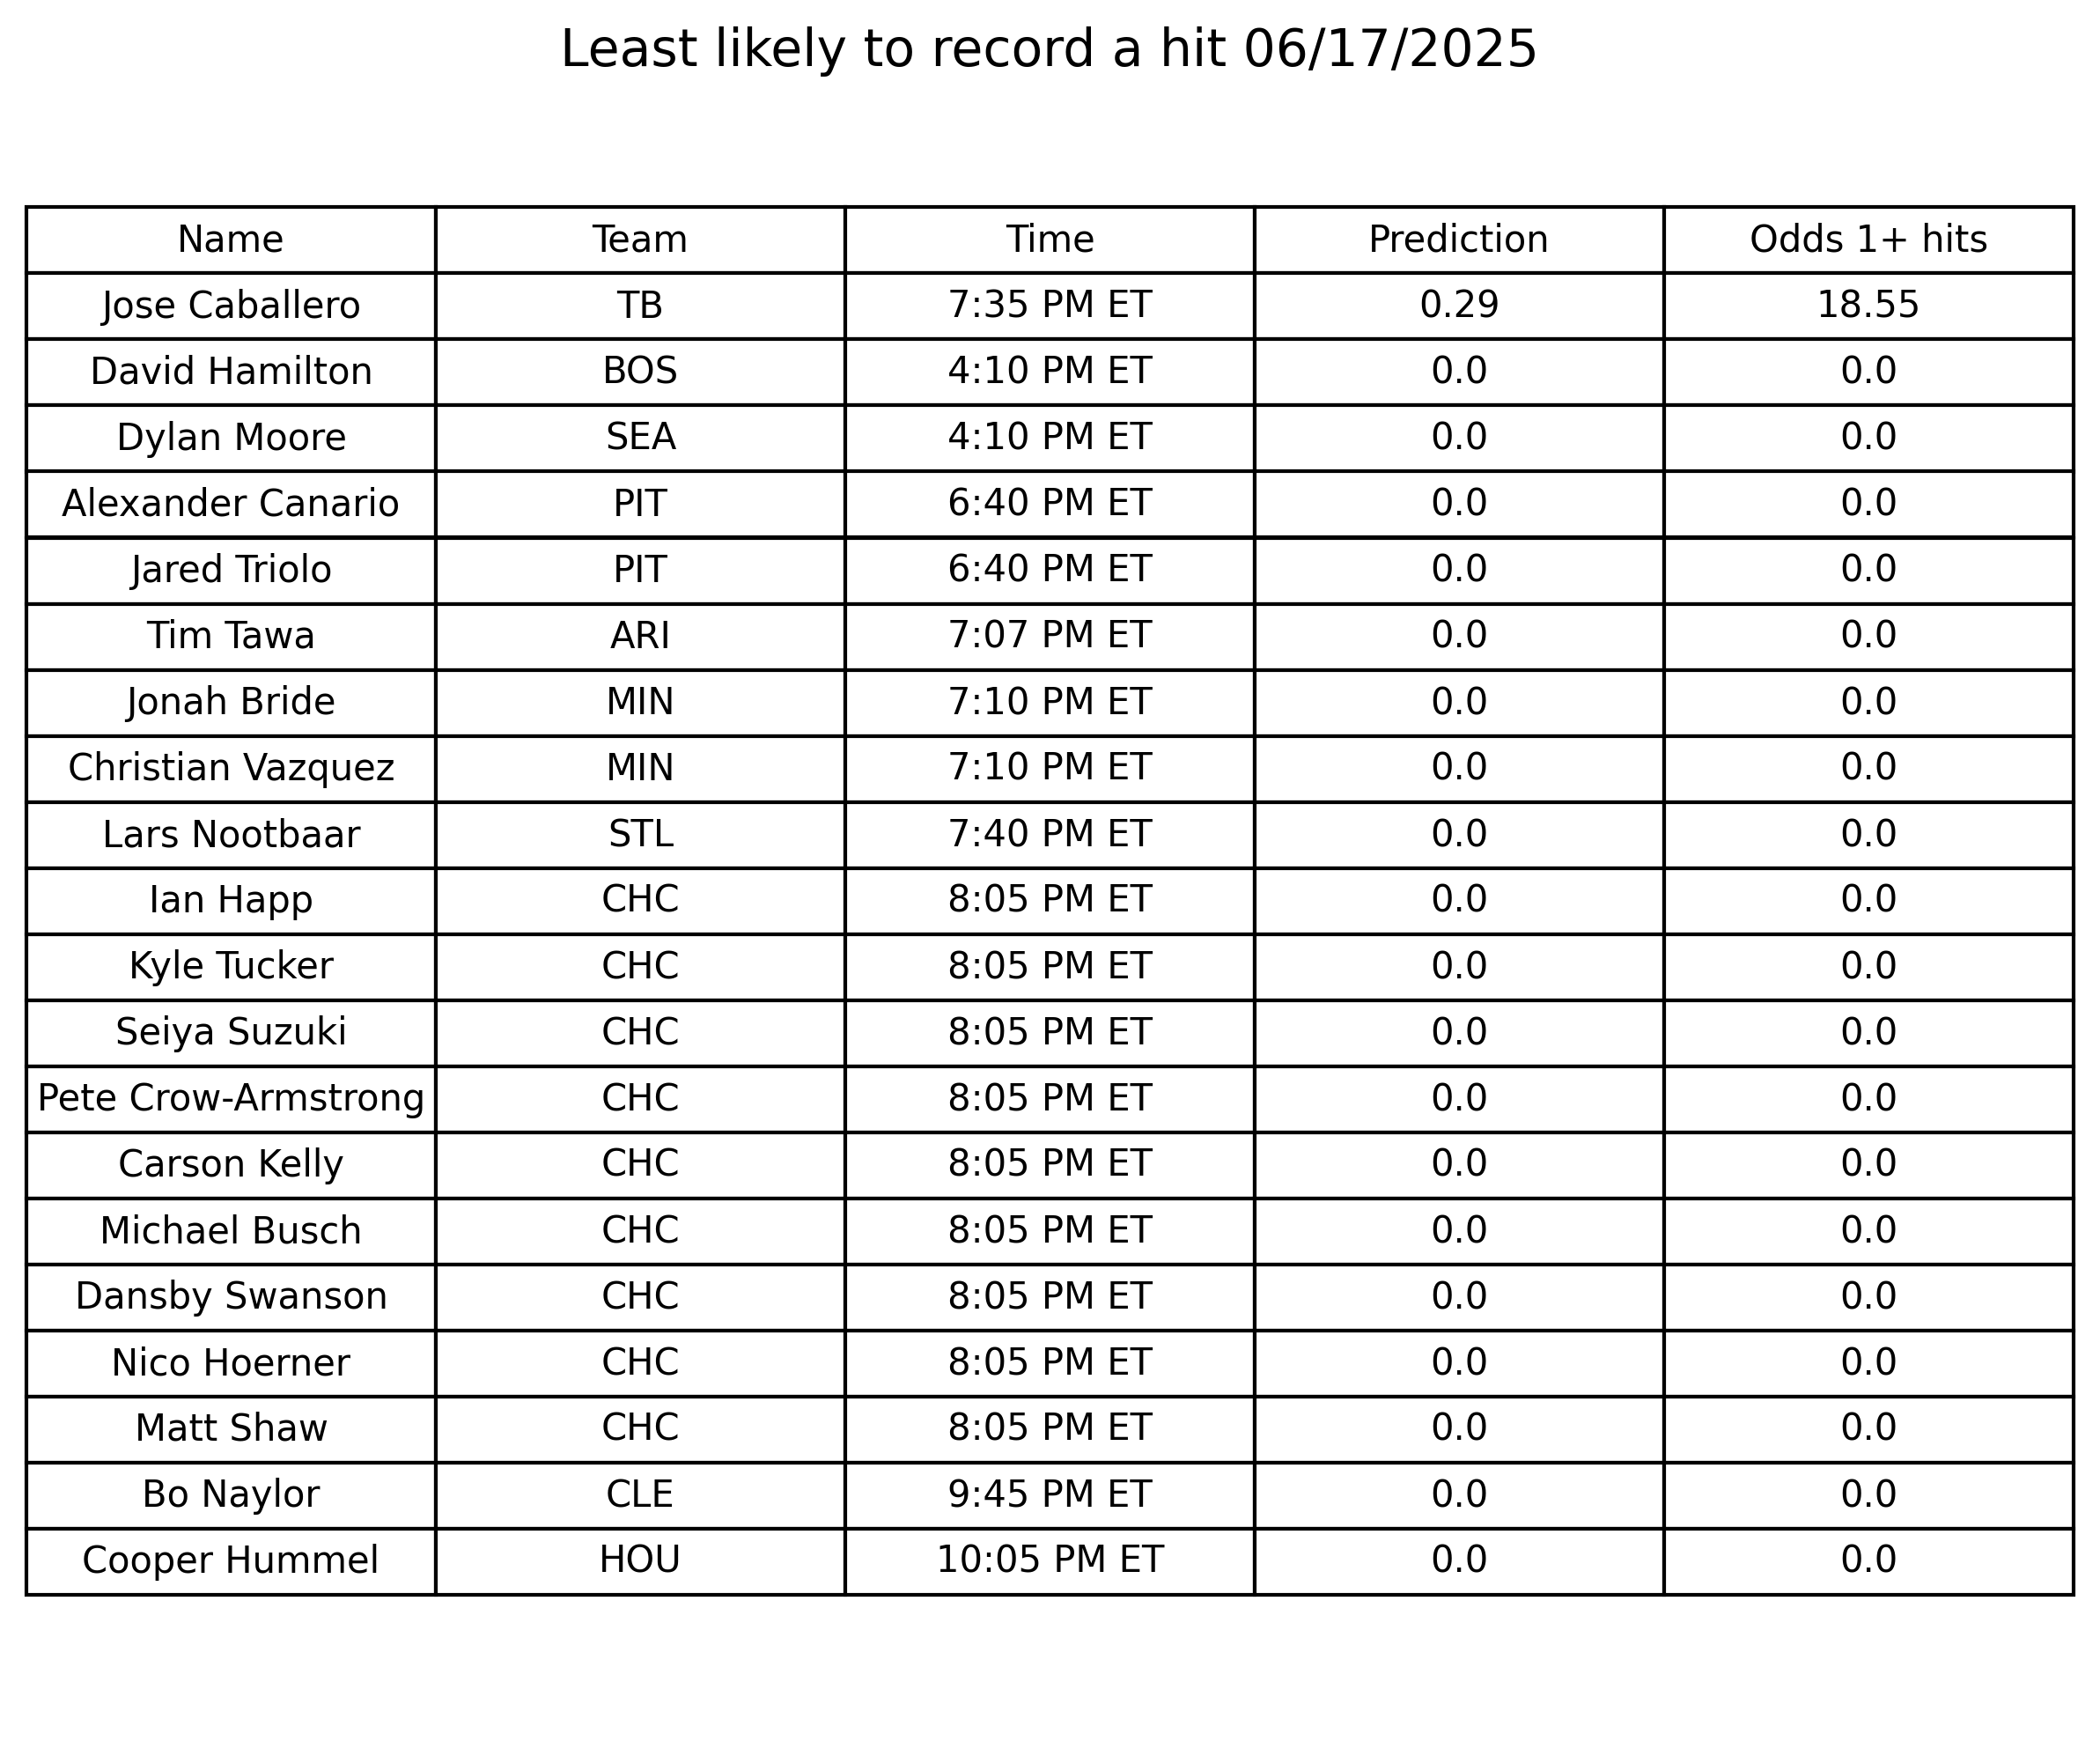 Least likely to record a hit 06/17/2025
Name Team Time Prediction Odds 1+ hits
Jose Caballero TB 7:35 PM ET 0.29 18.55
David Hamilton BOS 4:10 PM ET 0.0 0.0
Dylan Moore SEA 4:10 PM ET 0.0 0.0
Alexander Canario PIT 6:40 PM ET 0.0 0.0
Jared Triolo PIT 6:40 PM ET 0.0 0.0
Tim Tawa ARI 7:07 PM ET 0.0 0.0
Jonah Bride MIN 7:10 PM ET 0.0 0.0
Christian Vazquez MIN 7:10 PM ET 0.0 0.0
Lars Nootbaar STL 7:40 PM ET 0.0 0.0
Ian Happ CHC 8:05 PM ET 0.0 0.0
Kyle Tucker CHC 8:05 PM ET 0.0 0.0
Seiya Suzuki CHC 8:05 PM ET 0.0 0.0
Pete Crow-Armstrong CHC 8:05 PM ET 0.0 0.0
Carson Kelly CHC 8:05 PM ET 0.0 0.0
Michael Busch CHC 8:05 PM ET 0.0 0.0
Dansby Swanson CHC 8:05 PM ET 0.0 0.0
Nico Hoerner CHC 8:05 PM ET 0.0 0.0
Matt Shaw CHC 8:05 PM ET 0.0 0.0
Bo Naylor CLE 9:45 PM ET 0.0 0.0
Cooper Hummel HOU 10:05 PM ET 0.0 0.0